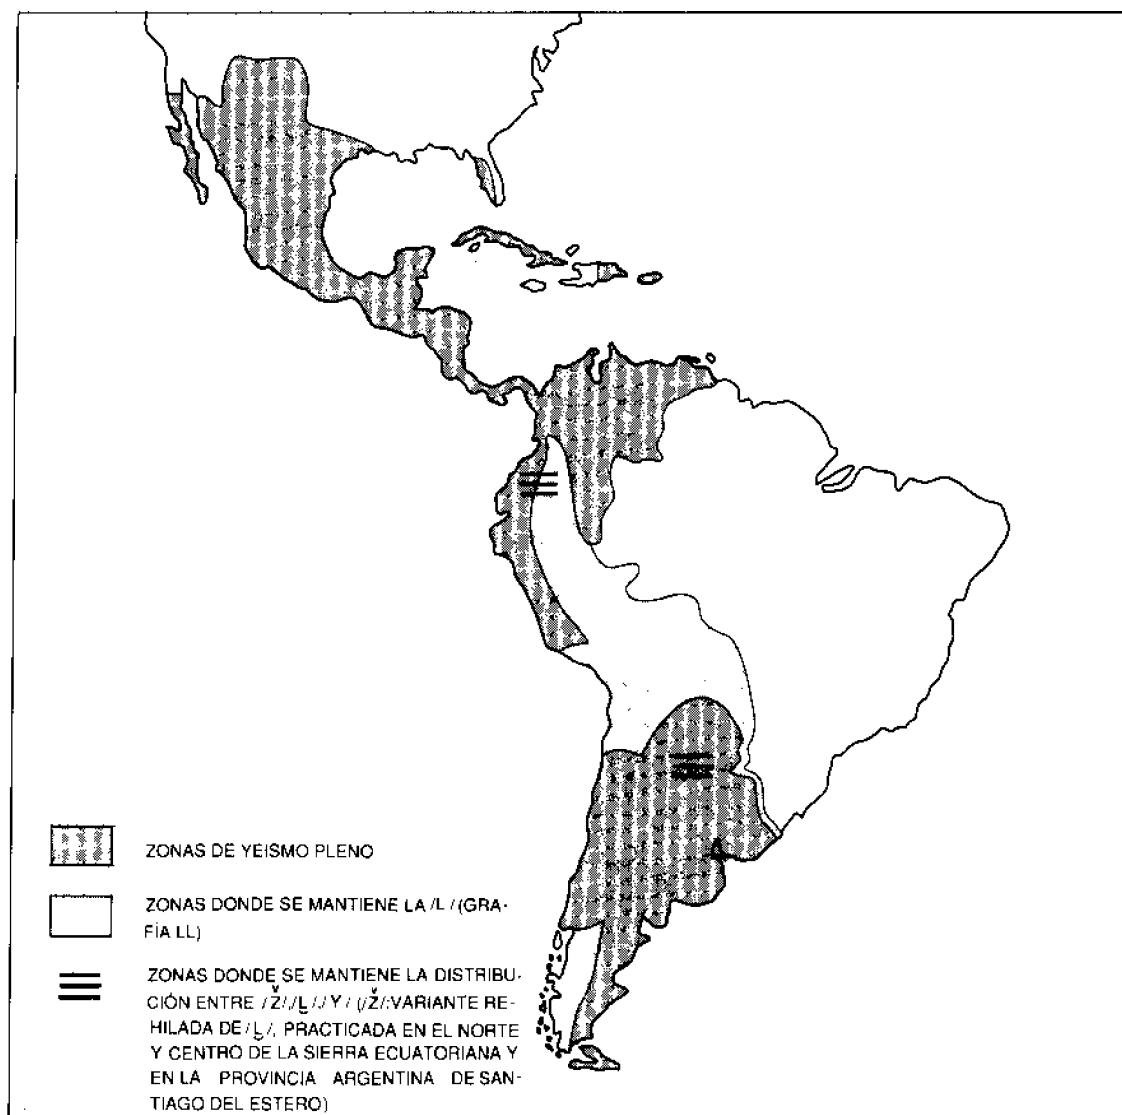 ZONAS DE YEISMO PLENO
ZONAS DONDE SE MANTIENE LA /L/ (GRA-
FÍA LL)
ZONAS DONDE SE MANTIENE LA DISTRIBU-
CIÓN ENTRE /Ž/,/Ḻ/,/ Y / (/Ž/:VARIANTE RE-
HILADA DE /Ḻ/, PRACTICADA EN EL NORTE
Y CENTRO DE LA SIERRA ECUATORIANA Y
EN LA PROVINCIA ARGENTINA DE SAN-
TIAGO DEL ESTERO)